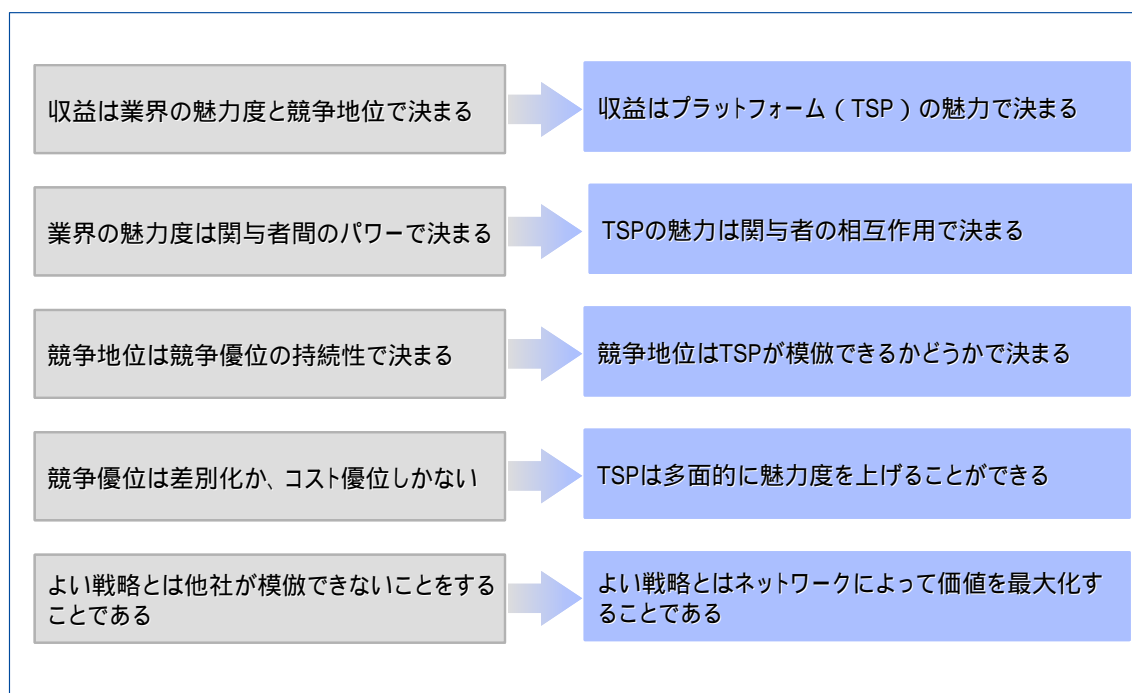 収益は業界の魅力度と競争地位で決まる
収益はプラットフォーム（TSP）の魅力で決まる
業界の魅力度は関与者間のパワーで決まる
TSPの魅力は関与者の相互作用で決まる
競争地位は競争優位の持続性で決まる
競争地位はTSPが模倣できるかどうかで決まる
競争優位は差別化か、コスト優位しかない
TSPは多面的に魅力度を上げることができる
よい戦略とは他社が模倣できないことをする
ことである
よい戦略とはネットワークによって価値を最大化す
ることである